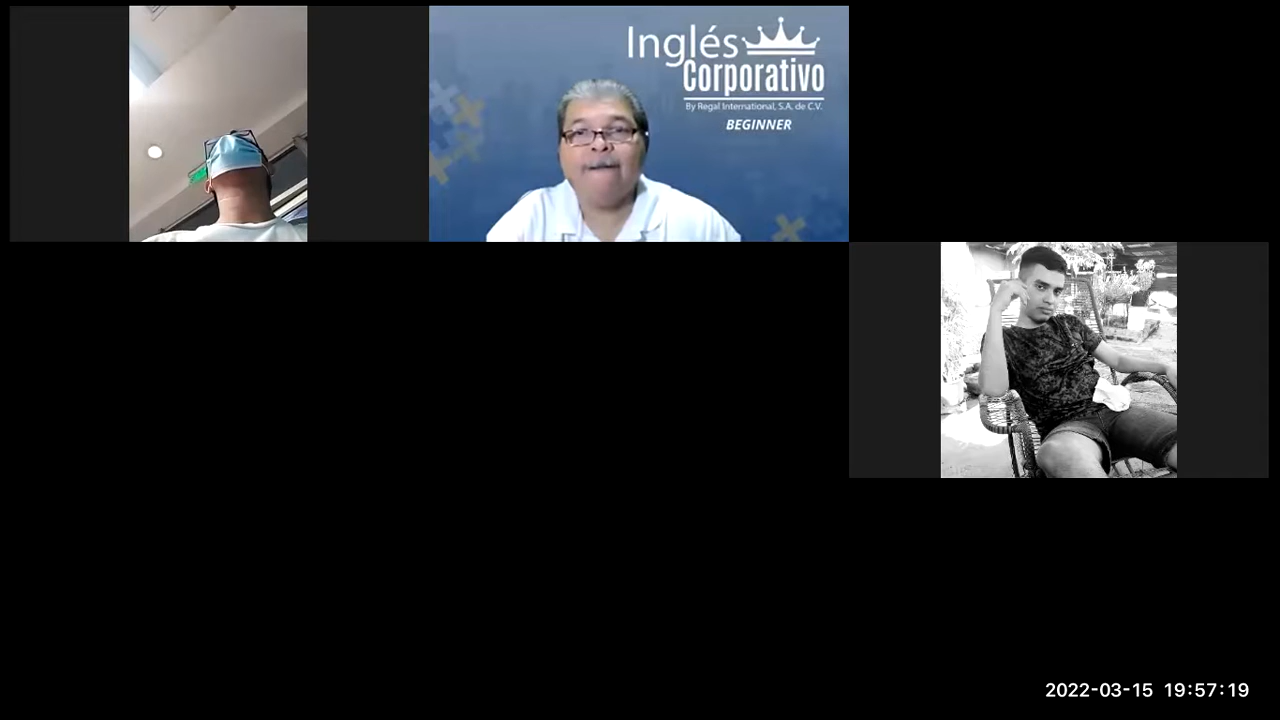 Inglés
Corporativo
By Regal International, S.A. de C.V.
BEGINNER
2022-03-15 19:57:19